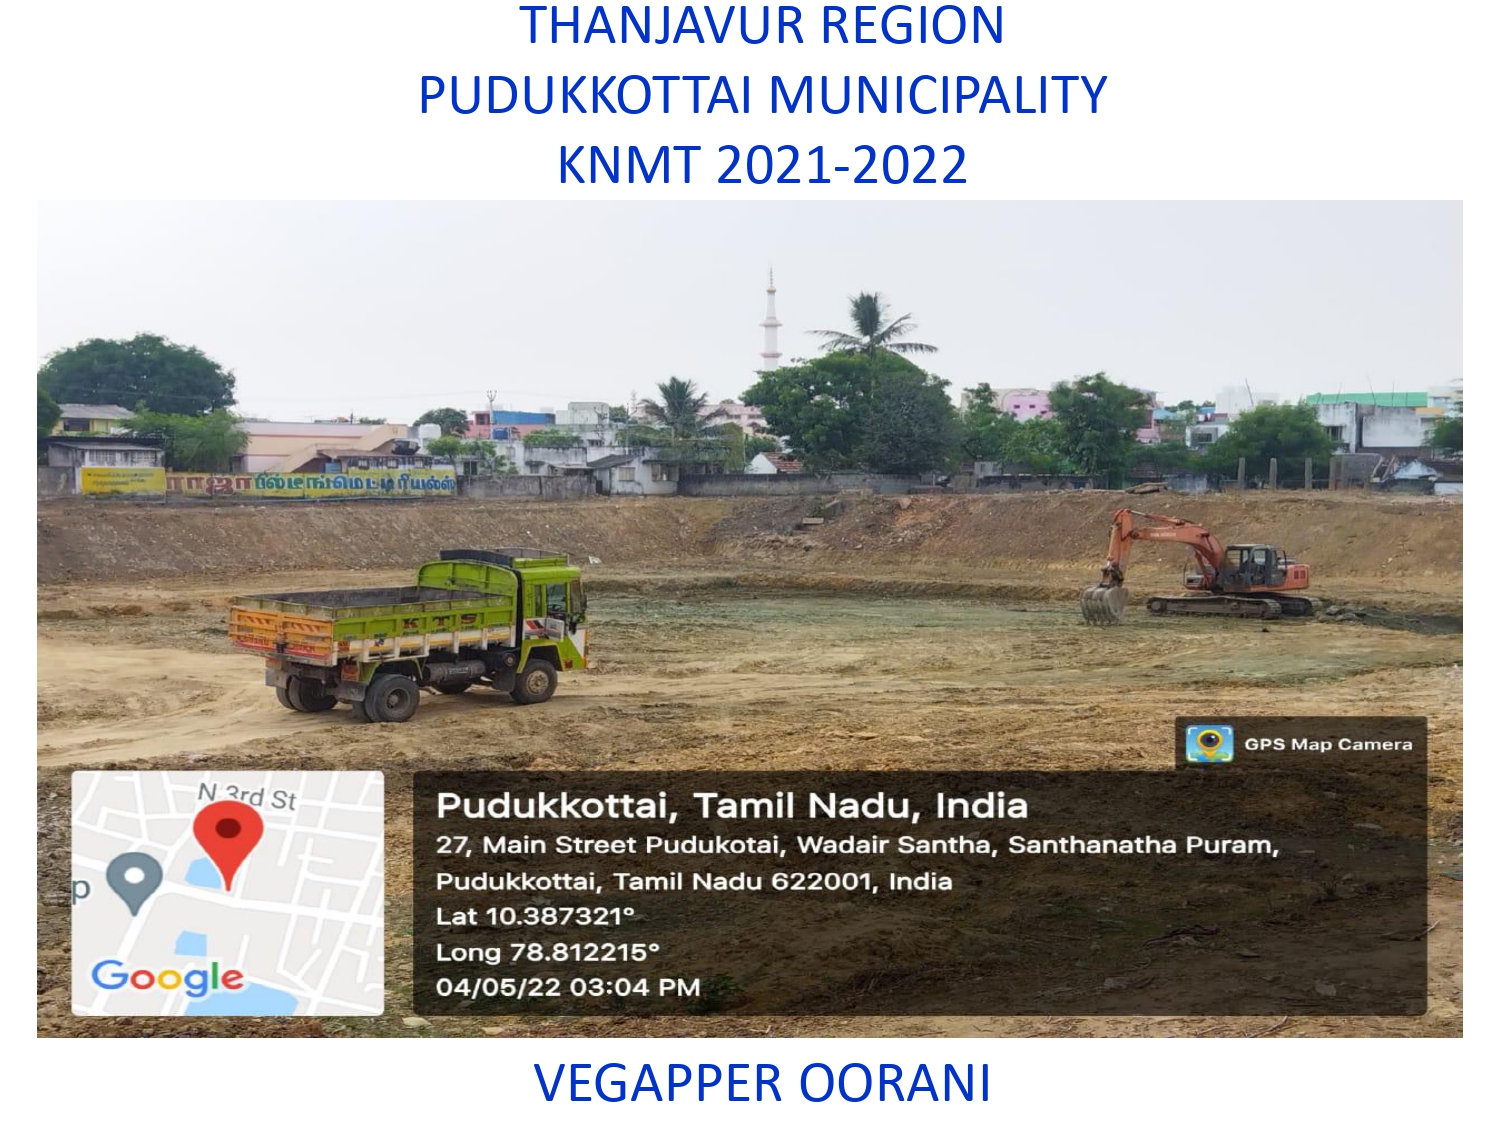 THANJAVUR REGION
PUDUKKOTTAI MUNICIPALITY
KNMT 2021-2022
ராஜா பில்டிங் மெட்டீரியல்ஸ்
KTS
GPS Map Camera
N 3rd St
p
Google
Pudukkottai, Tamil Nadu, India
27, Main Street Pudukotai, Wadair Santha, Santhanatha Puram,
Pudukkottai, Tamil Nadu 622001, India
Lat 10.387321°
Long 78.812215°
04/05/22 03:04 PM
VEGAPPER OORANI